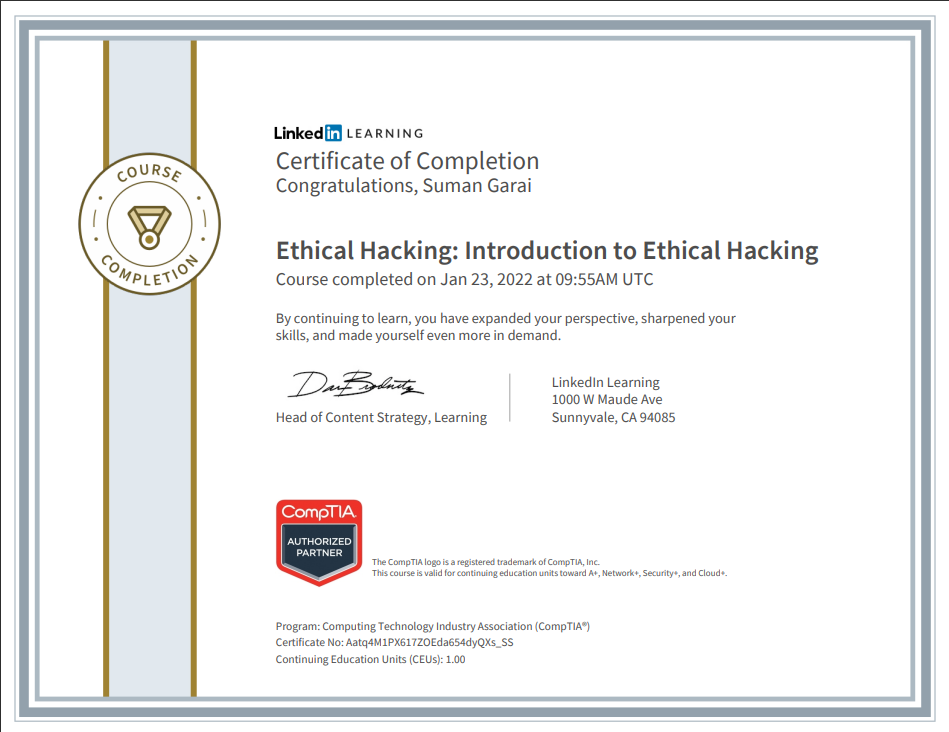 COURSE
COMPLETION
Linked in LEARNING
Certificate of Completion
Congratulations, Suman Garai
Ethical Hacking: Introduction to Ethical Hacking
Course completed on Jan 23, 2022 at 09:55AM UTC
By continuing to learn, you have expanded your perspective, sharpened your
skills, and made yourself even more in demand.
Head of Content Strategy, Learning
LinkedIn Learning
1000 W Maude Ave
Sunnyvale, CA 94085
CompTIA.
AUTHORIZED
PARTNER
The CompTIA logo is a registered trademark of CompTIA, Inc.
This course is valid for continuing education units toward A+, Network+, Security+, and Cloud+.
Program: Computing Technology Industry Association (CompTIA®)
Certificate No: Aatq4M1PX617ZOEda654dyQXs_SS
Continuing Education Units (CEUs): 1.00